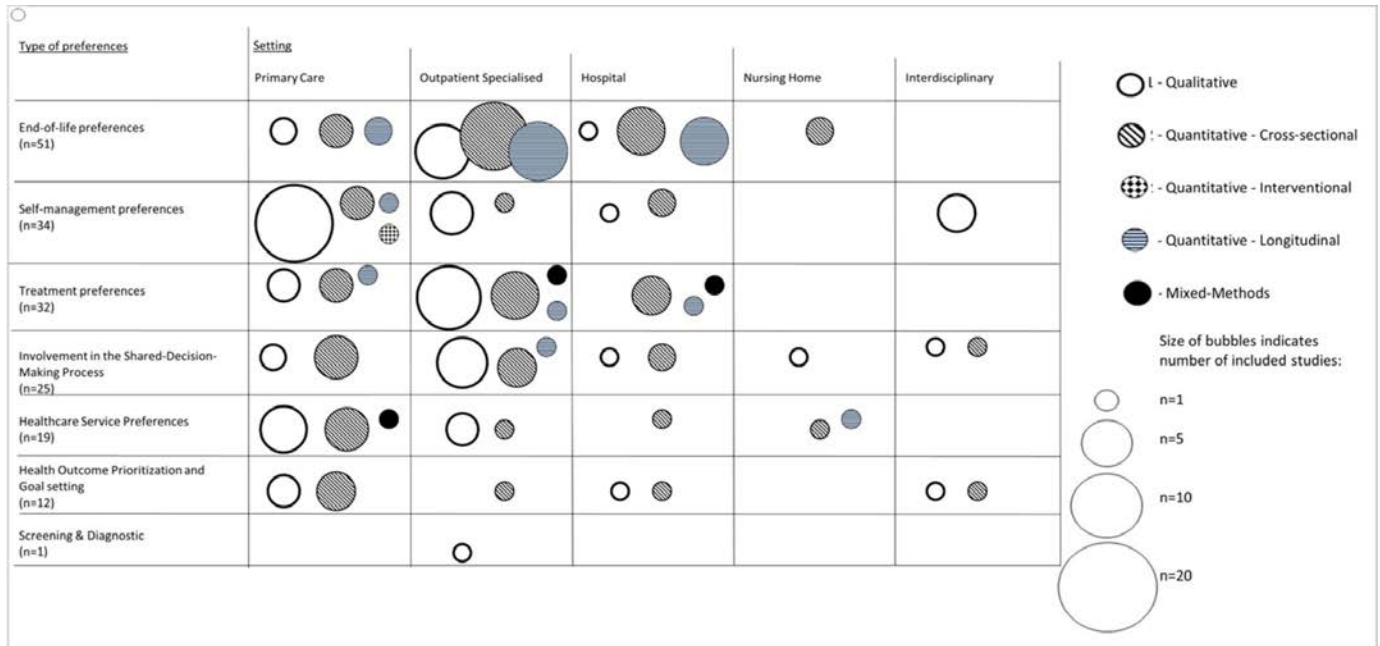 Type of preferences
Setting
Primary Care
Outpatient Specialised
Hospital
Nursing Home
Interdisciplinary
End-of-life preferences
(n=51)
Self-management preferences
(n=34)
Treatment preferences
(n=32)
Involvement in the Shared-Decision-
Making Process
(n=25)
Healthcare Service Preferences
(n=19)
Health Outcome Prioritization and
Goal setting
(n=12)
Screening & Diagnostic
(n=1)
- Qualitative
- Quantitative - Cross-sectional
- Quantitative - Interventional
- Quantitative - Longitudinal
- Mixed-Methods
Size of bubbles indicates
number of included studies:
n=1
n=5
n=10
n=20